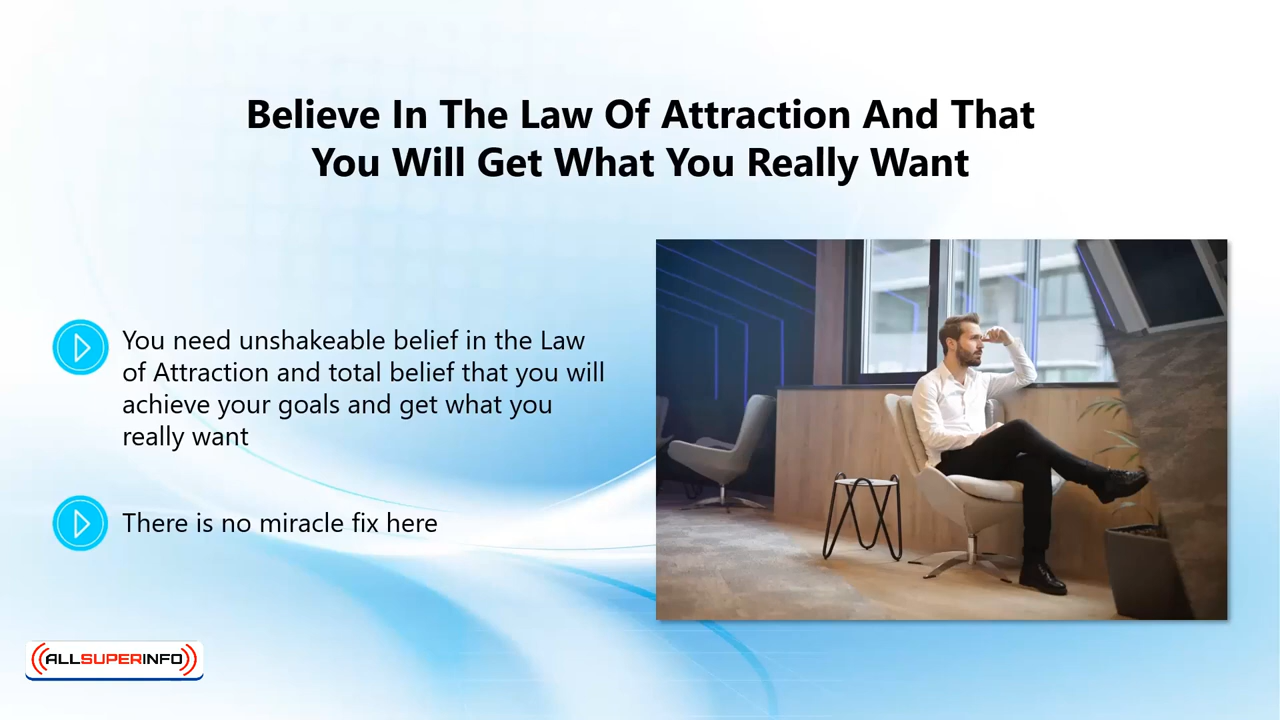 Believe In The Law Of Attraction And That
You Will Get What You Really Want
You need unshakeable belief in the Law
of Attraction and total belief that you will
achieve your goals and get what you
really want
There is no miracle fix here
ALLSUPERINFO